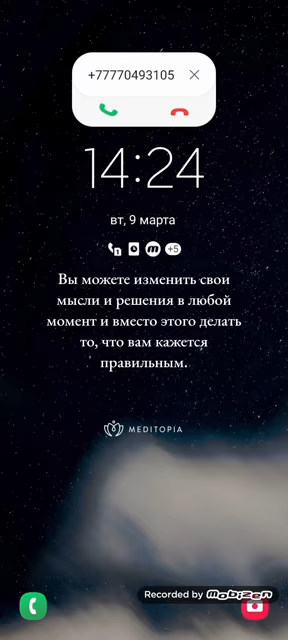 +77770493105
14:24
вт, 9 марта
+5
Вы можете изменить свои
мысли и решения в любой
момент и вместо этого делать
то, что вам кажется
правильным.
MEDITOPIA
Recorded by mobizen